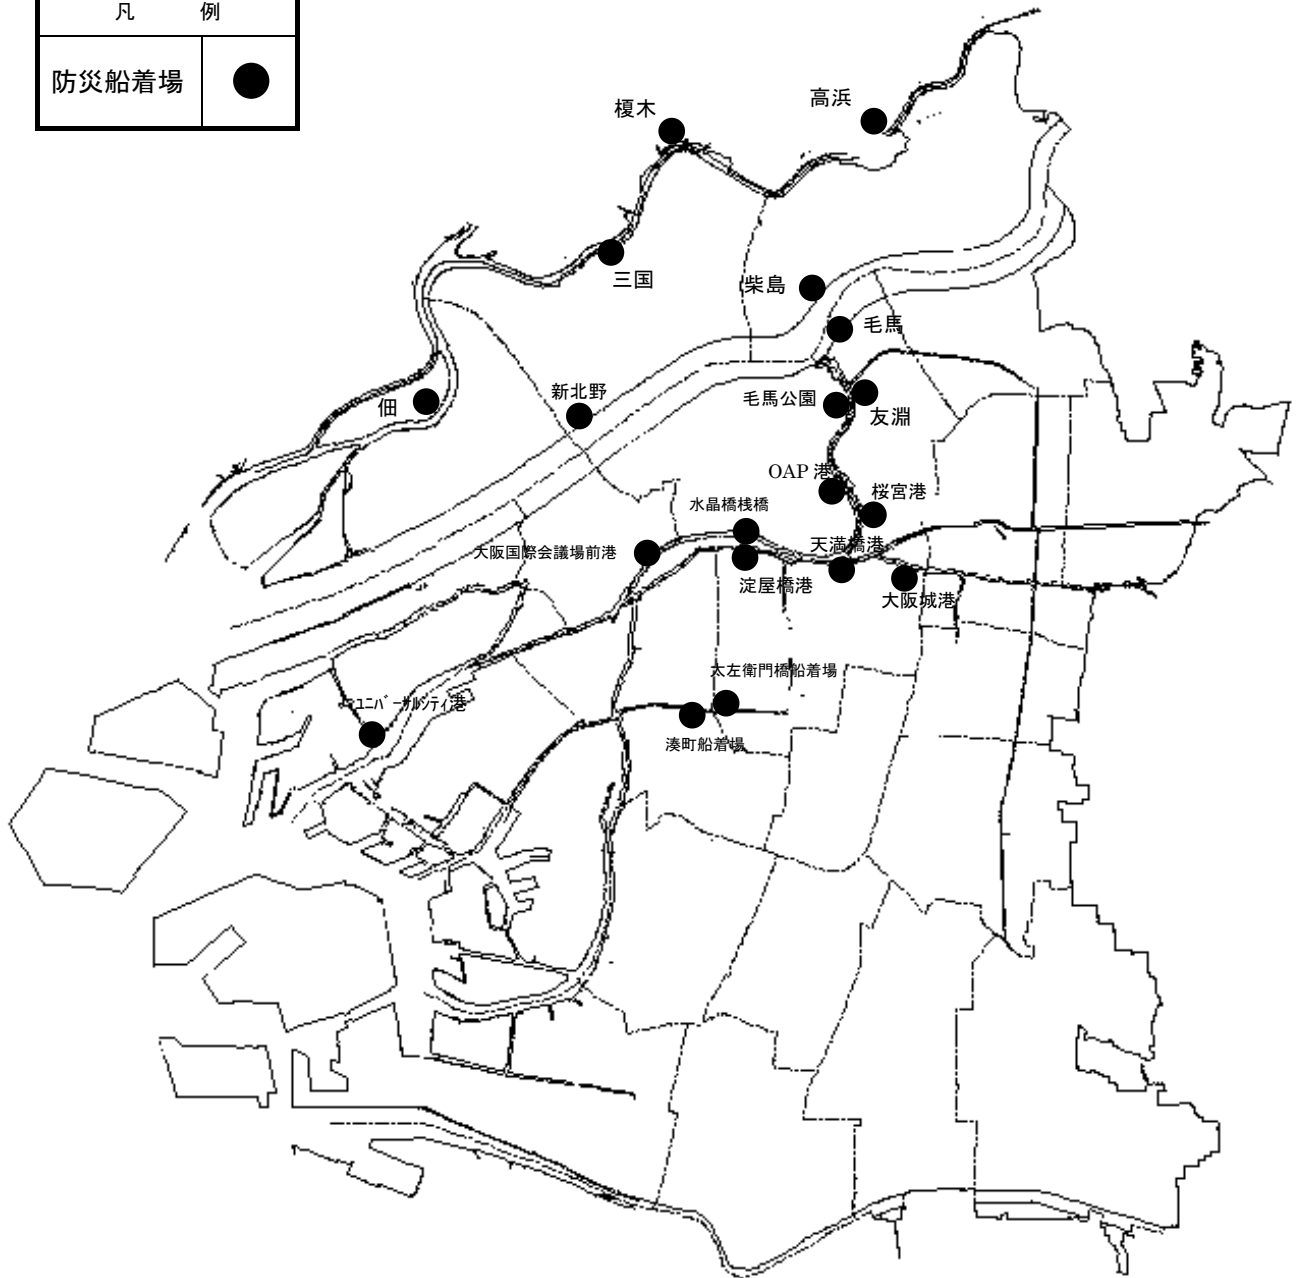 凡 例
防災船着場
高浜
榎木
三国
柴島
毛馬
新北野
毛馬公園
佃
友淵
OAP 港
桜宮港
水晶橋桟橋
天満橋港
大阪国際会議場前港
淀屋橋港
大阪城港
太左衛門橋船着場
ユニバーサルシティ港
湊町船着場